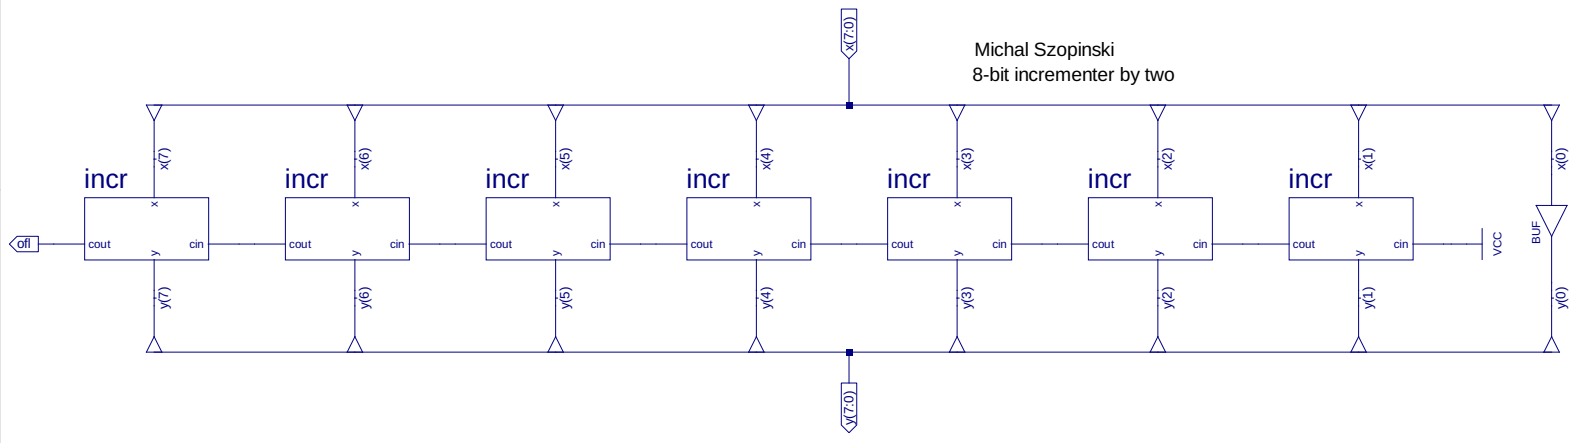 x(7:0)
Michal Szopinski
8-bit incrementer by two
x(7)
x(6)
x(5)
x(4)
x(3)
x(2)
x(1)
x(0)
incr
incr
incr
incr
incr
incr
incr
x
x
x
x
x
x
x
ofl
cout
cin
cout
cin
cout
cin
cout
cin
cout
cin
cout
cin
cout
cin
VCC
BUF
y
y
y
y
y
y
y
y(7)
y(6)
y(5)
y(4)
y(3)
y(2)
y(1)
y(0)
y(7:0)